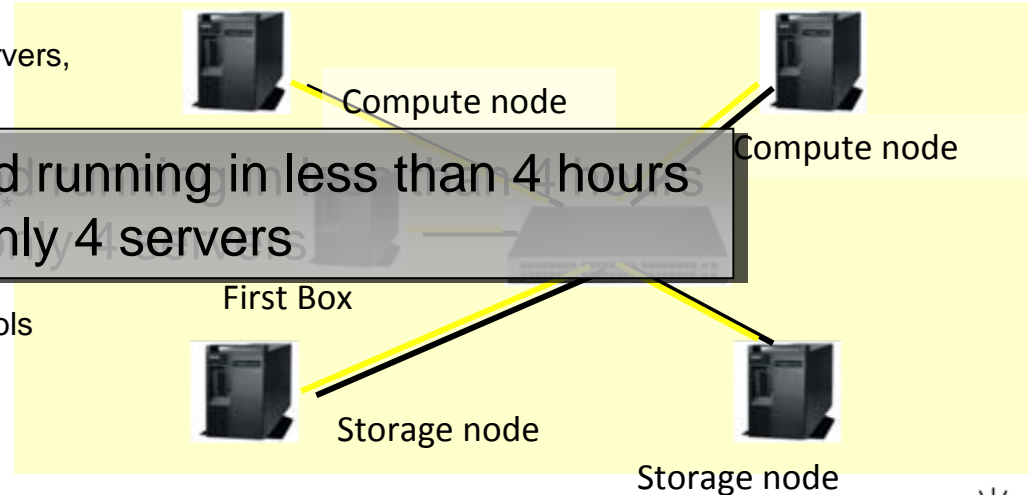 rvers,
Compute node
Compute node
d running in less than 4 hours
*
nly 4 servers
First Box
ols
Storage node
Storage node